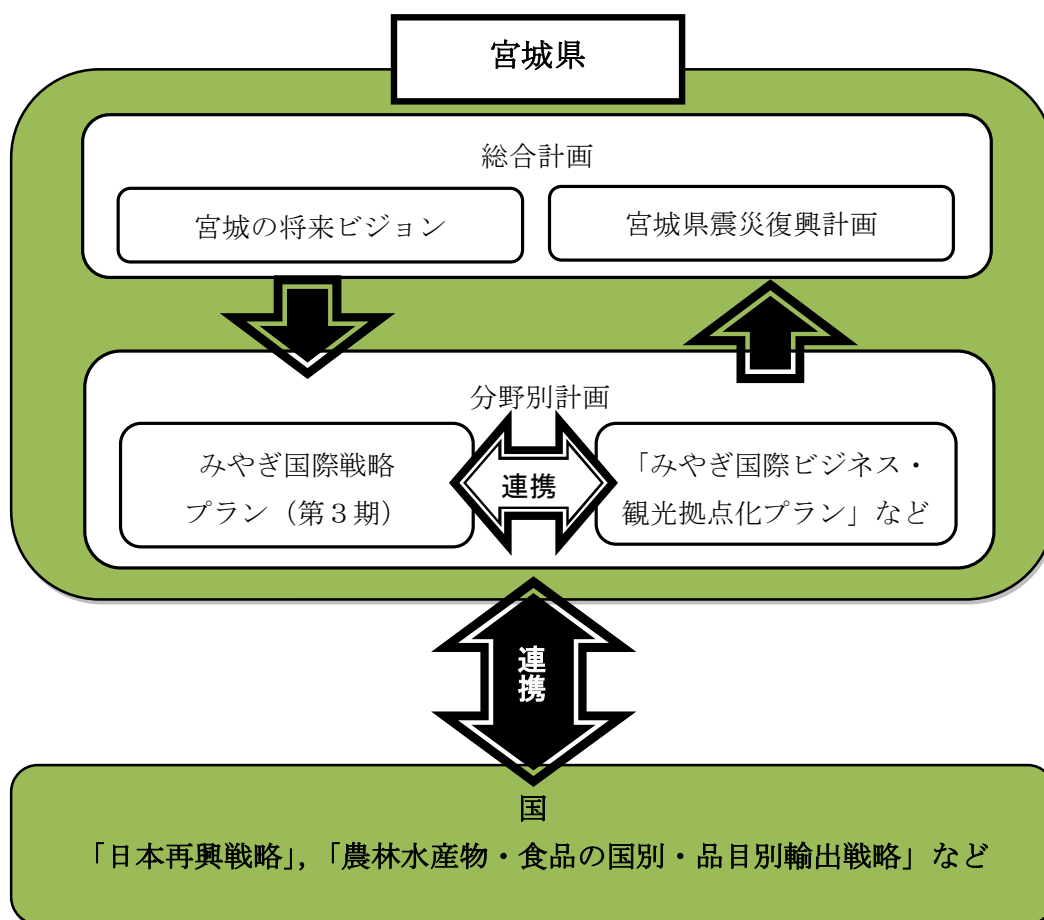 宮城県
総合計画
宮城の将来ビジョン
宮城県震災復興計画
分野別計画
みやぎ国際戦略
プラン（第３期）
連携
「みやぎ国際ビジネス・
観光拠点化プラン」など
連携
国
「日本再興戦略」，「農林水産物・食品の国別・品目別輸出戦略」など